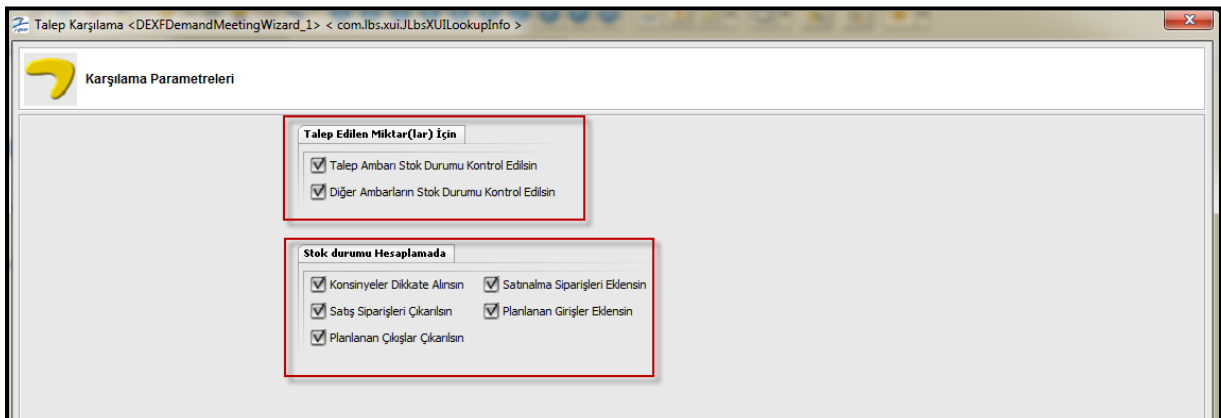 Talep Karşılama <DEXFDemandMeetingWizard_1> < com.lbs.xui.JLbsXUILookupInfo >
Karşılama Parametreleri
Talep Edilen Miktar(lar) İçin
Talep Ambarı Stok Durumu Kontrol Edilsin
Diğer Ambarların Stok Durumu Kontrol Edilsin
Stok durumu Hesaplamada
Konsinyeler Dikkate Alınsın Satınalma Siparişleri Eklensin
Satış Siparişleri Çıkarılsın Planlanan Girişler Eklensin
Planlanan Çıkışlar Çıkarılsın